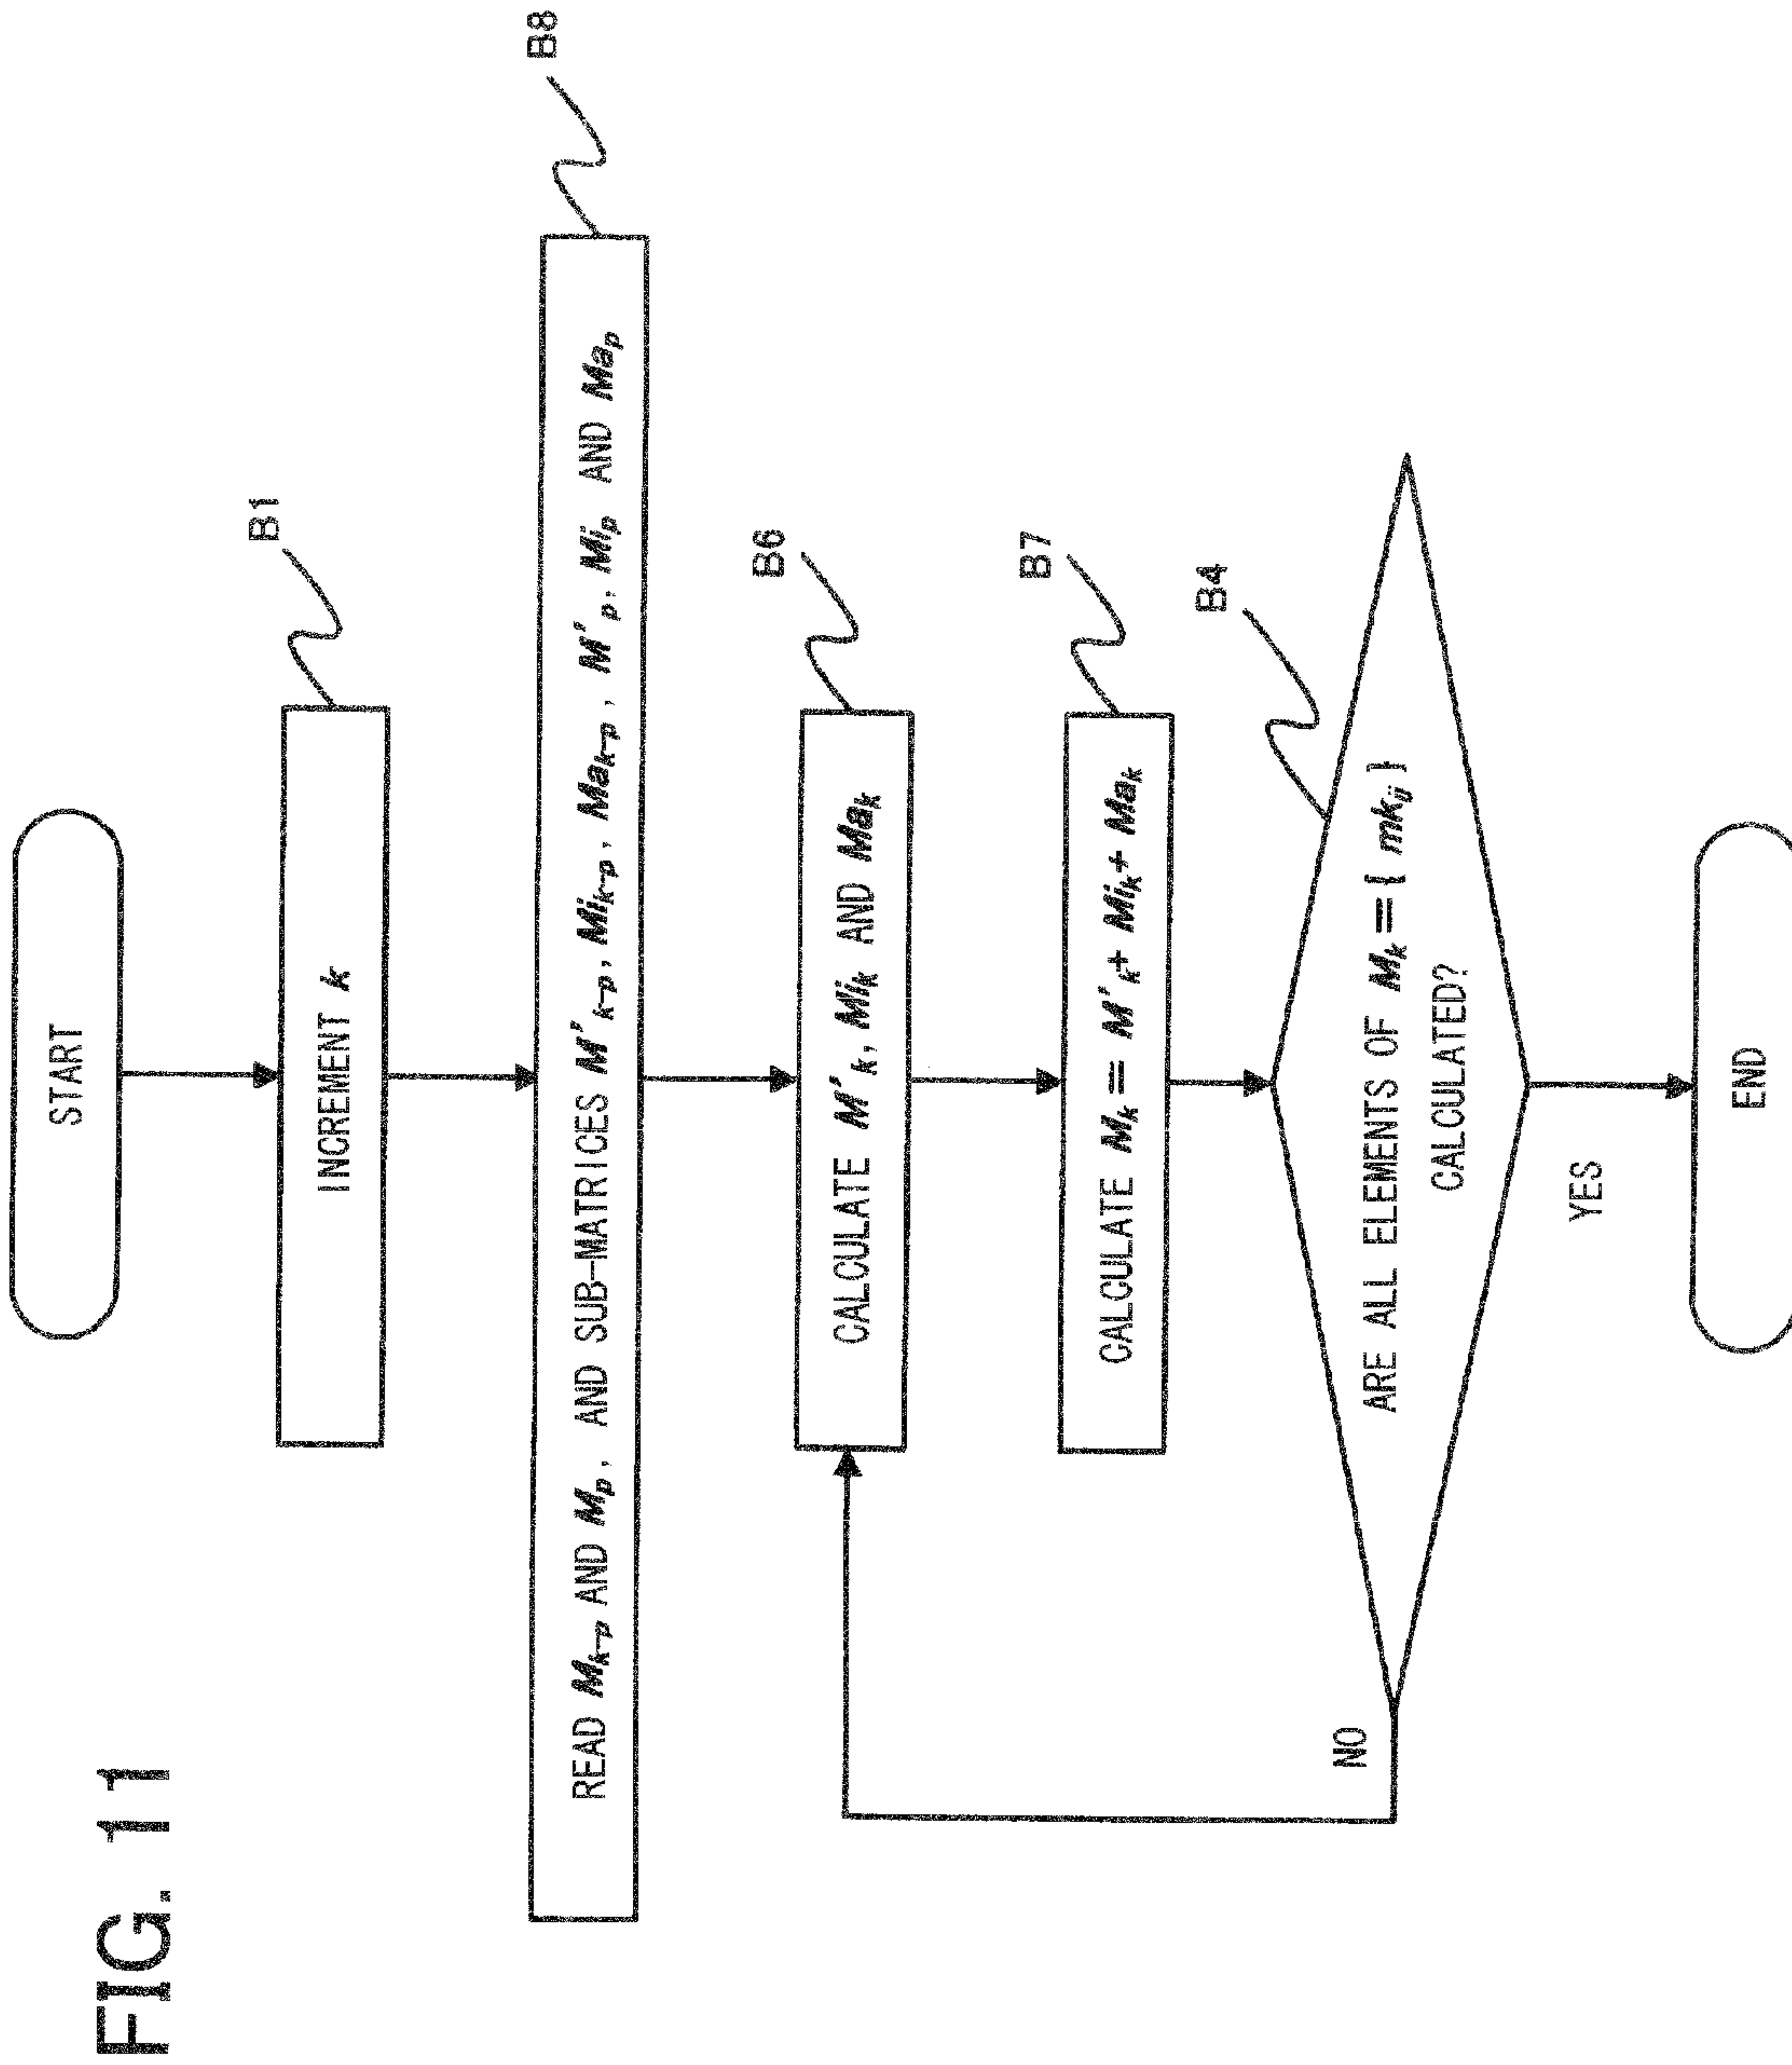 FIG. 11
START
INCREMENT k
B1
READ Mk-p AND Mp, AND SUB-MATRICES M'k-p, Mik-p, Mak-p, M'p, Mip AND Map
B8
CALCULATE M'k, Mik AND Mak
B6
CALCULATE Mk = M'k + Mik + Mak
B7
ARE ALL ELEMENTS OF Mk = { mkij }
CALCULATED?
B4
NO
YES
END